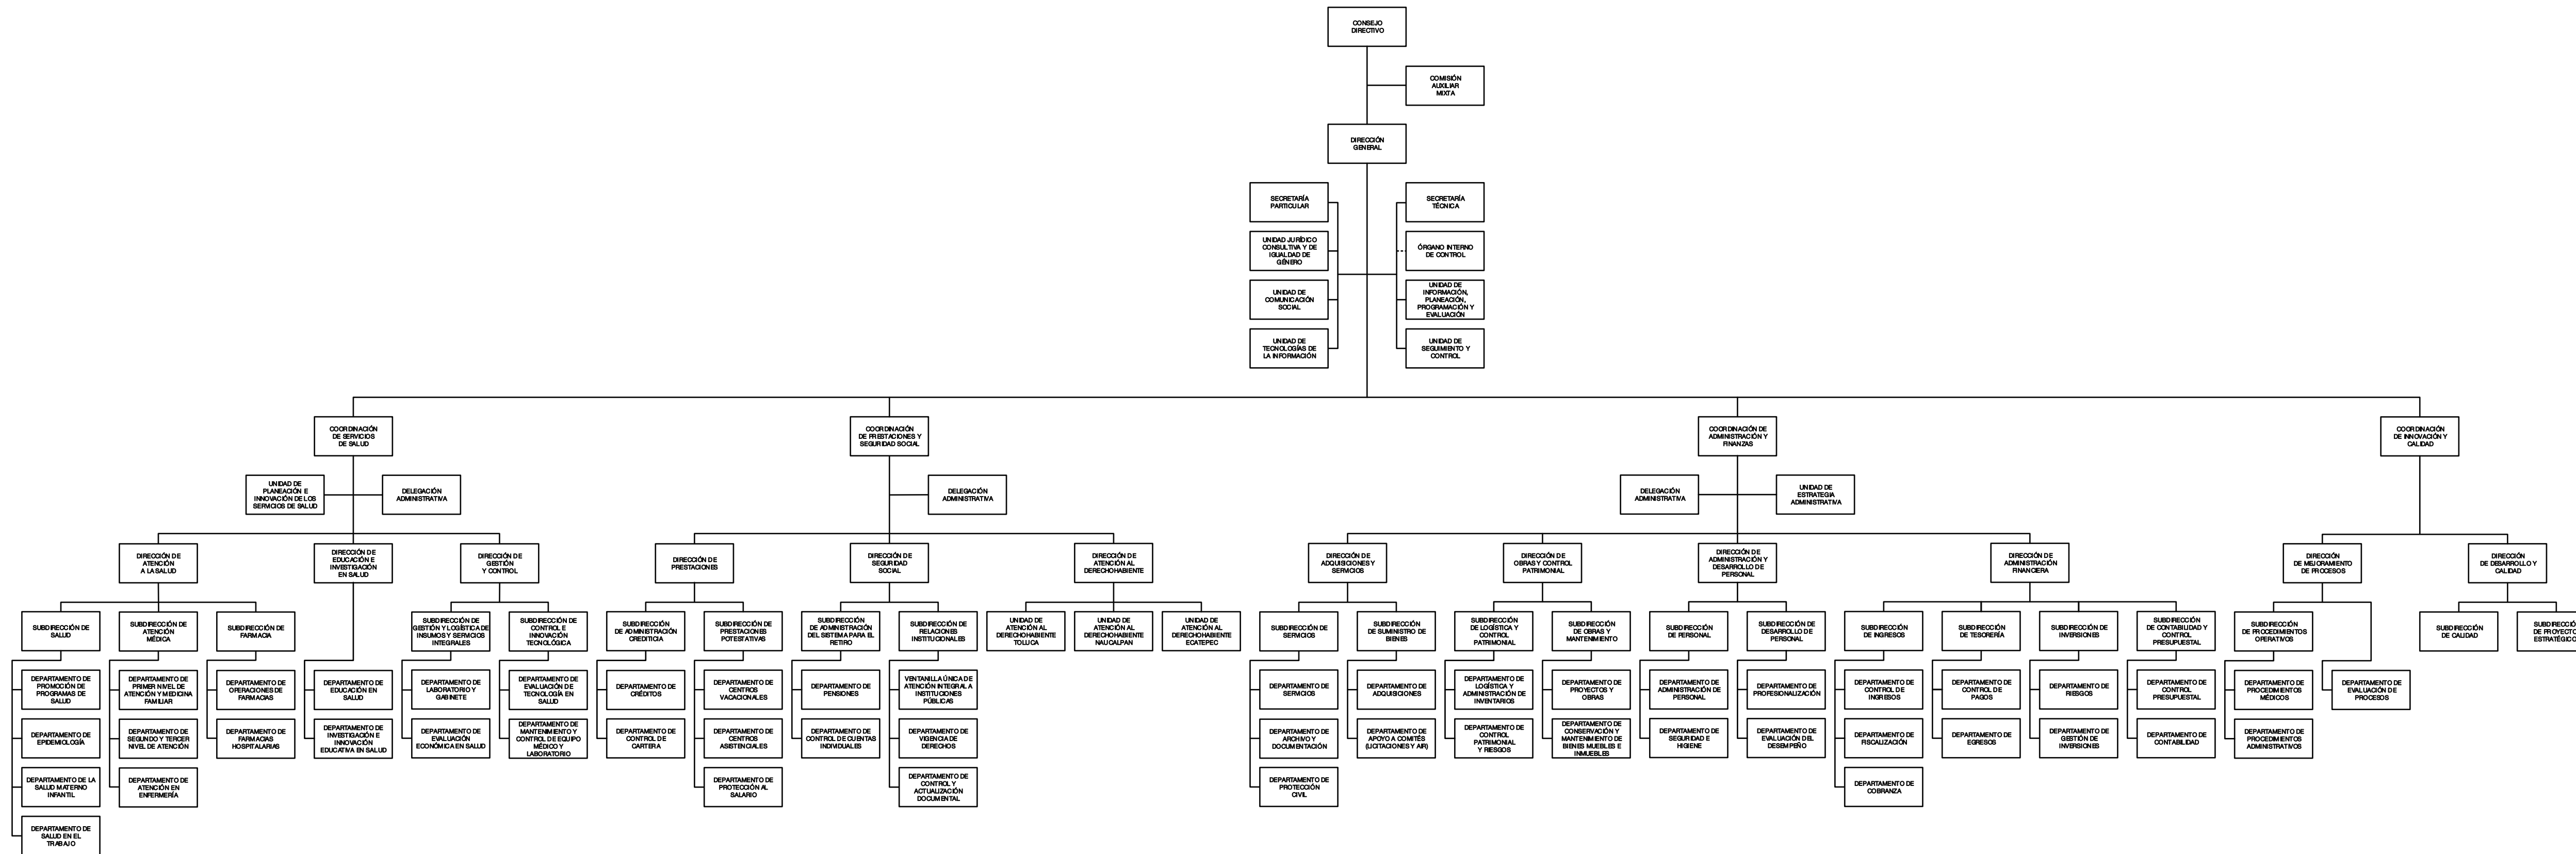 CONSEJO
DIRECTIVO
COMISIÓN
AUXILIAR
MIXTA
DIRECCIÓN
GENERAL
SECRETARÍA
PARTICULAR
SECRETARÍA
TÉCNICA
UNIDAD JURÍDICO
CONSULTIVA Y DE
IGUALDAD DE
GÉNERO
ÓRGANO INTERNO
DE CONTROL
UNIDAD DE
COMUNICACIÓN
SOCIAL
UNIDAD DE
INFORMACIÓN,
PLANEACIÓN,
PROGRAMACIÓN Y
EVALUACIÓN
UNIDAD DE
TECNOLOGÍAS DE
LA INFORMACIÓN
UNIDAD DE
SEGUIMIENTO Y
CONTROL
COORDINACIÓN
DE SERVICIOS
DE SALUD
COORDINACIÓN
DE PRESTACIONES Y
SEGURIDAD SOCIAL
COORDINACIÓN DE
ADMINISTRACIÓN Y
FINANZAS
COORDINACIÓN
DE INNOVACIÓN Y
CALIDAD
UNIDAD DE
PLANEACIÓN E
INNOVACIÓN DE LOS
SERVICIOS DE SALUD
DELEGACIÓN
ADMINISTRATIVA
DELEGACIÓN
ADMINISTRATIVA
DELEGACIÓN
ADMINISTRATIVA
UNIDAD DE
ESTRATEGIA
ADMINISTRATIVA
DIRECCIÓN DE
ATENCIÓN
A LA SALUD
DIRECCIÓN DE
EDUCACIÓN E
INVESTIGACIÓN
EN SALUD
DIRECCIÓN DE
GESTIÓN
Y CONTROL
DIRECCIÓN DE
PRESTACIONES
DIRECCIÓN DE
SEGURIDAD
SOCIAL
DIRECCIÓN DE
ATENCIÓN AL
DERECHOHABIENTE
DIRECCIÓN DE
ADQUISICIONES Y
SERVICIOS
DIRECCIÓN DE
OBRAS Y CONTROL
PATRIMONIAL
DIRECCIÓN DE
ADMINISTRACIÓN Y
DESARROLLO DE
PERSONAL
DIRECCIÓN DE
ADMINISTRACIÓN
FINANCIERA
DIRECCIÓN
DE MEJORAMIENTO
DE PROCESOS
DIRECCIÓN
DE DESARROLLO Y
CALIDAD
SUBDIRECCIÓN DE
SALUD
SUBDIRECCIÓN DE
ATENCIÓN
MÉDICA
SUBDIRECCIÓN DE
FARMACIA
SUBDIRECCIÓN DE
GESTIÓN Y LOGÍSTICA DE
INSUMOS Y SERVICIOS
INTEGRALES
SUBDIRECCIÓN DE
CONTROL E
INNOVACIÓN
TECNOLÓGICA
SUBDIRECCIÓN
DE ADMINISTRACIÓN
CREDITICIA
SUBDIRECCIÓN DE
PRESTACIONES
POTESTATIVAS
SUBDIRECCIÓN
DE ADMINISTRACIÓN
DEL SISTEMA PARA EL
RETIRO
SUBDIRECCIÓN DE
RELACIONES
INSTITUCIONALES
UNIDAD DE
ATENCIÓN AL
DERECHOHABIENTE
TOLUCA
UNIDAD DE
ATENCIÓN AL
DERECHOHABIENTE
NAUCALPAN
UNIDAD DE
ATENCIÓN AL
DERECHOHABIENTE
ECATEPEC
SUBDIRECCIÓN DE
SERVICIOS
SUBDIRECCIÓN
DE SUMINISTRO DE
BIENES
SUBDIRECCIÓN
DE LOGÍSTICA Y
CONTROL
PATRIMONIAL
SUBDIRECCIÓN
DE OBRAS Y
MANTENIMIENTO
SUBDIRECCIÓN
DE PERSONAL
SUBDIRECCIÓN DE
DESARROLLO DE
PERSONAL
SUBDIRECCIÓN
DE INGRESOS
SUBDIRECCIÓN
DE TESORERÍA
SUBDIRECCIÓN DE
INVERSIONES
SUBDIRECCIÓN
DE CONTABILIDAD Y
CONTROL
PRESUPUESTAL
SUBDIRECCIÓN
DE PROCEDIMIENTOS
OPERATIVOS
SUBDIRECCIÓN
DE CALIDAD
SUBDIRECCIÓ
DE PROYECTO
ESTRATÉGICO
DEPARTAMENTO DE
PROMOCIÓN DE
PROGRAMAS DE
SALUD
DEPARTAMENTO DE
PRIMER NIVEL DE
ATENCIÓN Y MEDICINA
FAMILIAR
DEPARTAMENTO DE
OPERACIONES DE
FARMACIAS
DEPARTAMENTO DE
EDUCACIÓN EN
SALUD
DEPARTAMENTO DE
LABORATORIO Y
GABINETE
DEPARTAMENTO DE
EVALUACIÓN DE
TECNOLOGÍA EN
SALUD
DEPARTAMENTO DE
CRÉDITOS
DEPARTAMENTO DE
CENTROS
VACACIONALES
DEPARTAMENTO DE
PENSIONES
VENTANILLA ÚNICA DE
ATENCIÓN INTEGRAL A
INSTITUCIONES
PÚBLICAS
DEPARTAMENTO DE
SERVICIOS
DEPARTAMENTO DE
ADQUISICIONES
DEPARTAMENTO DE
LOGÍSTICA Y
ADMINISTRACIÓN DE
INVENTARIOS
DEPARTAMENTO DE
PROYECTOS Y
OBRAS
DEPARTAMENTO DE
ADMINISTRACIÓN DE
PERSONAL
DEPARTAMENTO DE
PROFESIONALIZACIÓN
DEPARTAMENTO DE
CONTROL DE
INGRESOS
DEPARTAMENTO DE
CONTROL DE
PAGOS
DEPARTAMENTO DE
RIESGOS
DEPARTAMENTO DE
CONTROL
PRESUPUESTAL
DEPARTAMENTO DE
PROCEDIMIENTOS
MÉDICOS
DEPARTAMENTO DE
EVALUACIÓN DE
PROCESOS
DEPARTAMENTO DE
EPIDEMIOLOGÍA
DEPARTAMENTO DE
SEGUNDO Y TERCER
NIVEL DE ATENCIÓN
DEPARTAMENTO DE
FARMACIAS
HOSPITALARIAS
DEPARTAMENTO DE
INVESTIGACIÓN E
INNOVACIÓN
EDUCATIVA EN SALUD
DEPARTAMENTO DE
EVALUACIÓN
ECONÓMICA EN SALUD
DEPARTAMENTO DE
MANTENIMIENTO Y
CONTROL DE EQUIPO
MÉDICO Y
LABORATORIO
DEPARTAMENTO DE
CONTROL DE
CARTERA
DEPARTAMENTO DE
CENTROS
ASISTENCIALES
DEPARTAMENTO DE
CONTROL DE CUENTAS
INDIVIDUALES
DEPARTAMENTO DE
VIGENCIA DE
DERECHOS
DEPARTAMENTO DE
ARCHIVO Y
DOCUMENTACIÓN
DEPARTAMENTO DE
APOYO A COMITÉS
(LICITACIONES Y AIR)
DEPARTAMENTO DE
CONTROL
PATRIMONIAL
Y RIESGOS
DEPARTAMENTO DE
CONSERVACIÓN Y
MANTENIMIENTO DE
BIENES MUEBLES E
INMUEBLES
DEPARTAMENTO DE
SEGURIDAD E
HIGIENE
DEPARTAMENTO DE
EVALUACIÓN DEL
DESEMPEÑO
DEPARTAMENTO DE
FISCALIZACIÓN
DEPARTAMENTO DE
EGRESOS
DEPARTAMENTO DE
GESTIÓN DE
INVERSIONES
DEPARTAMENTO DE
CONTABILIDAD
DEPARTAMENTO DE
PROCEDIMIENTOS
ADMINISTRATIVOS
DEPARTAMENTO DE LA
SALUD MATERNO
INFANTIL
DEPARTAMENTO DE
ATENCIÓN EN
ENFERMERÍA
DEPARTAMENTO DE
PROTECCIÓN AL
SALARIO
DEPARTAMENTO DE
CONTROL Y
ACTUALIZACIÓN
DOCUMENTAL
DEPARTAMENTO DE
PROTECCIÓN
CIVIL
DEPARTAMENTO DE
COBRANZA
DEPARTAMENTO DE
SALUD EN EL
TRABAJO